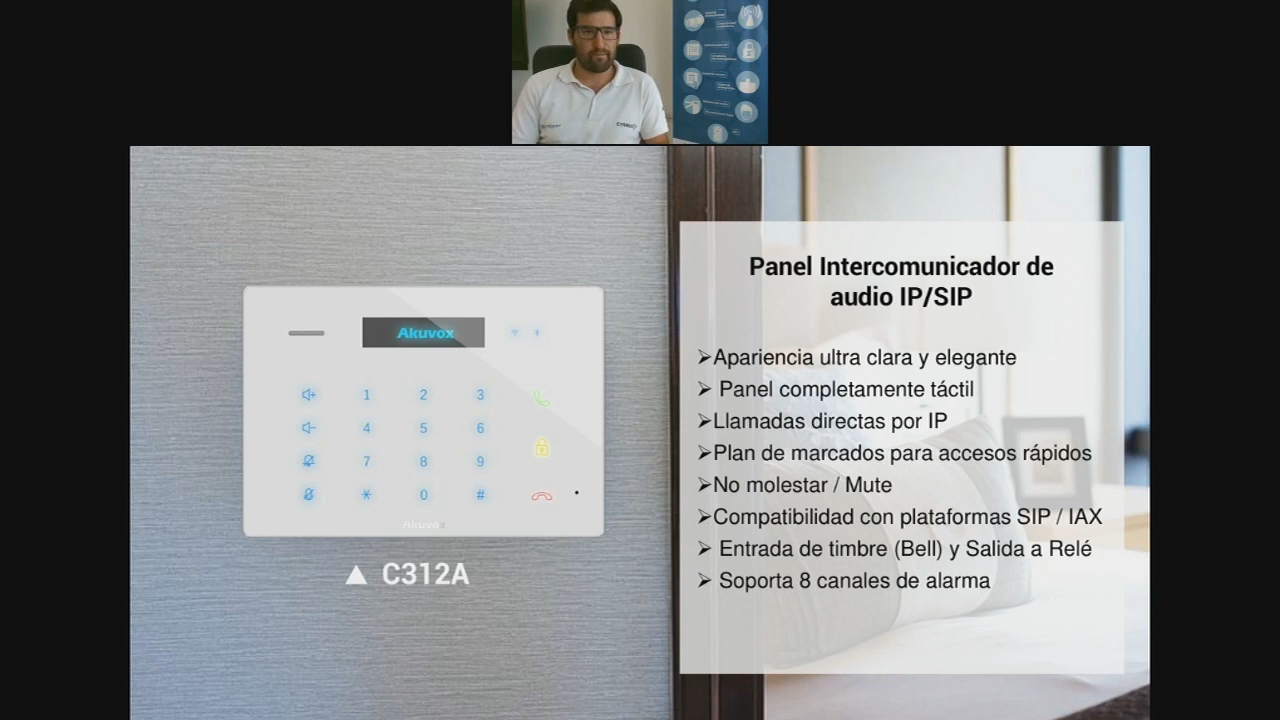 Akuvox
1 2 3
4 5 6
7 8 9
* 0 #
Akuvox
▲ C312A
Panel Intercomunicador de
audio IP/SIP
➢Apariencia ultra clara y elegante
➢ Panel completamente táctil
➢Llamadas directas por IP
➢Plan de marcados para accesos rápidos
➢No molestar / Mute
➢Compatibilidad con plataformas SIP / IAX
➢ Entrada de timbre (Bell) y Salida a Relé
➢ Soporta 8 canales de alarma